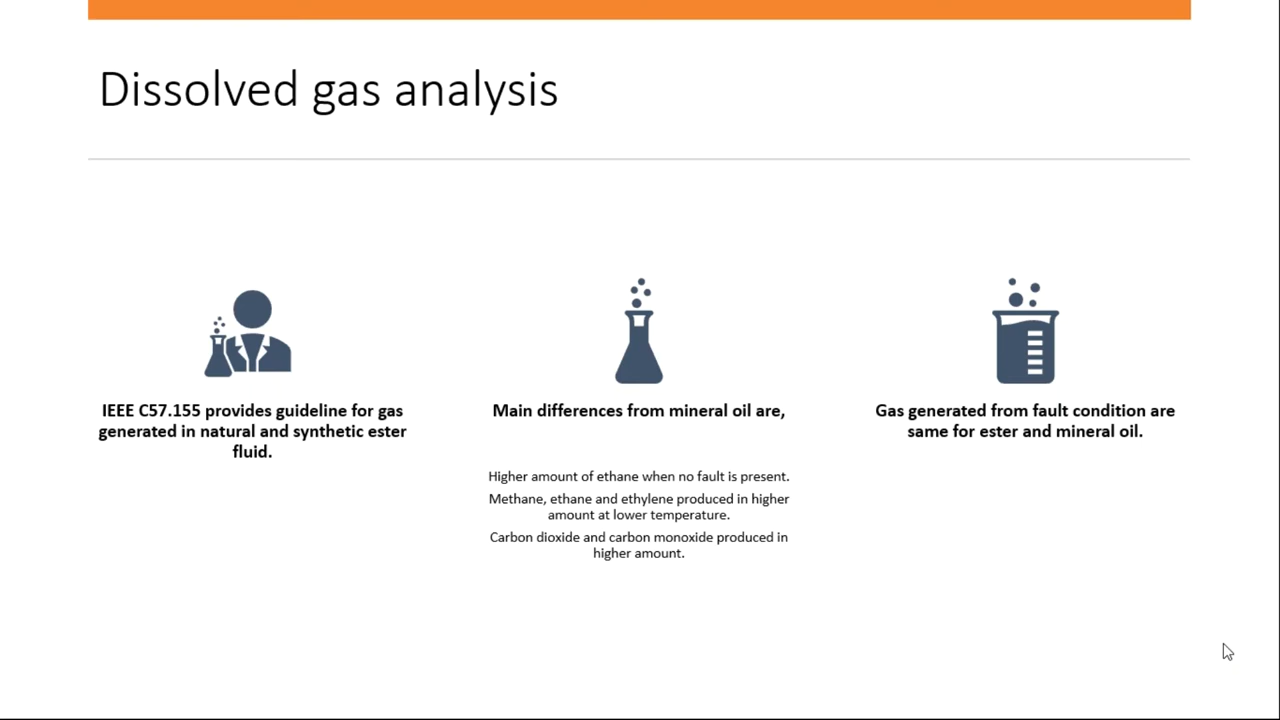 Dissolved gas analysis
IEEE C57.155 provides guideline for gas
generated in natural and synthetic ester
fluid.
Main differences from mineral oil are,
Higher amount of ethane when no fault is present.
Methane, ethane and ethylene produced in higher
amount at lower temperature.
Carbon dioxide and carbon monoxide produced in
higher amount.
Gas generated from fault condition are
same for ester and mineral oil.